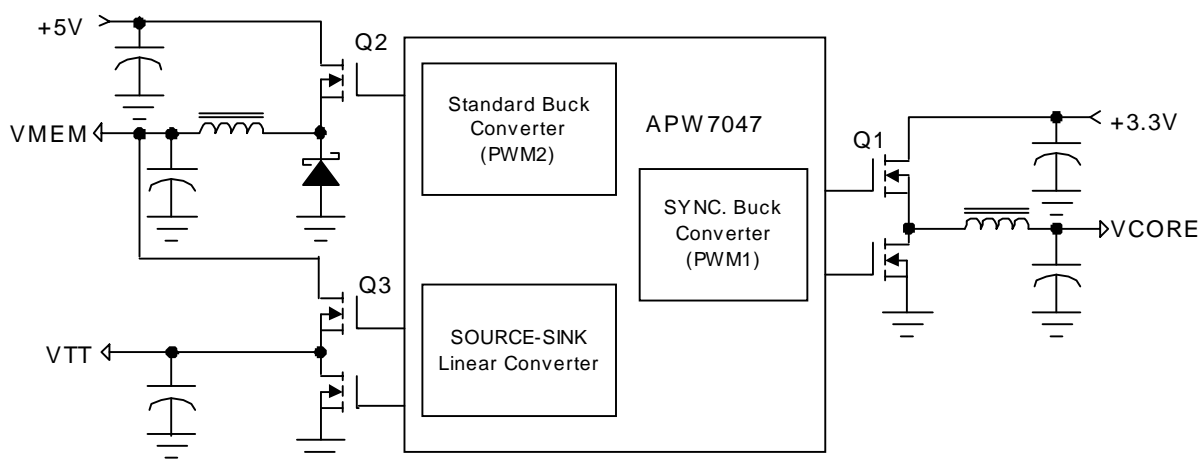 +5V
Q2
Standard Buck
Converter
(PWM2)
APW7047
Q1
+3.3V
VMEM
SYNC. Buck
Converter
(PWM1)
VCORE
Q3
SOURCE-SINK
Linear Converter
VTT